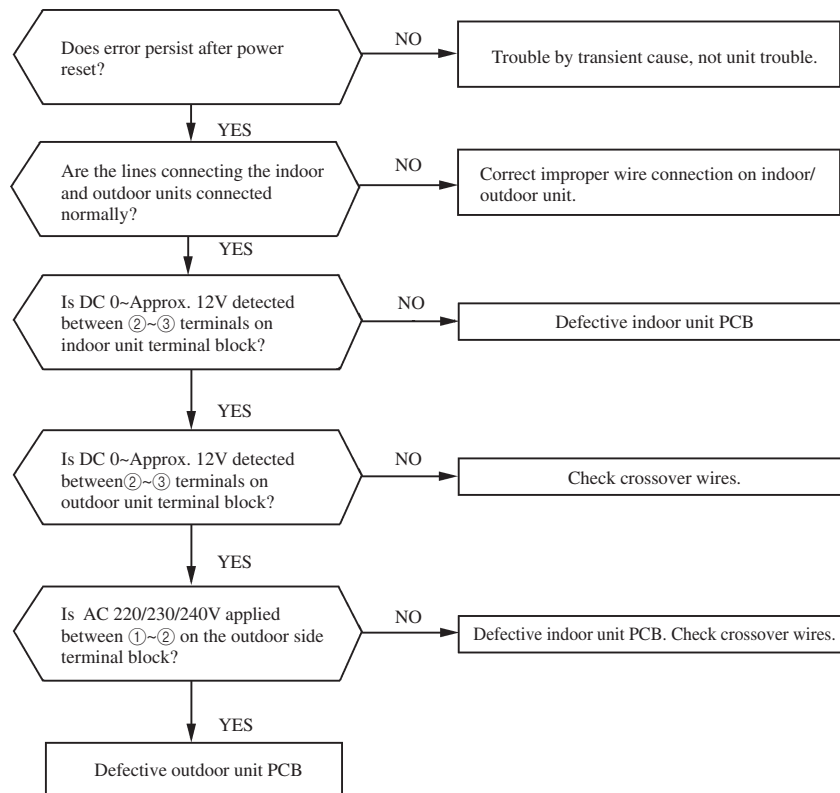 Does error persist after power
reset?
NO
Trouble by transient cause, not unit trouble.
YES
Are the lines connecting the indoor
and outdoor units connected
normally?
NO
Correct improper wire connection on indoor/
outdoor unit.
YES
Is DC 0~Approx. 12V detected
between ②~③ terminals on
indoor unit terminal block?
NO
Defective indoor unit PCB
YES
Is DC 0~Approx. 12V detected
between②~③ terminals on
outdoor unit terminal block?
NO
Check crossover wires.
YES
Is AC 220/230/240V applied
between ①~② on the outdoor side
terminal block?
NO
Defective indoor unit PCB. Check crossover wires.
YES
Defective outdoor unit PCB